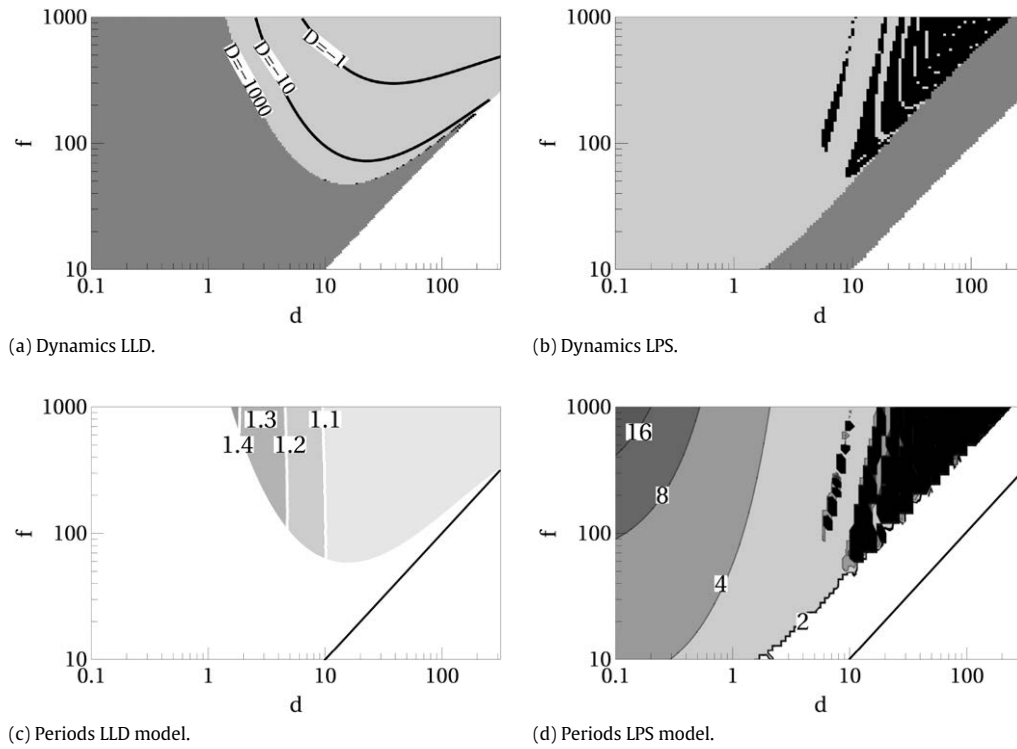 1000
100
10
f
D=−1000
D=−10
D=−1
0.1 1 10 100
d
(a) Dynamics LLD.
1000
100
10
f
0.1 1 10 100
d
(b) Dynamics LPS.
1000
100
10
f
1.4
1.3
1.2
1.1
0.1 1 10 100
d
(c) Periods LLD model.
1000
100
10
f
16
8
4
2
0.1 1 10 100
d
(d) Periods LPS model.